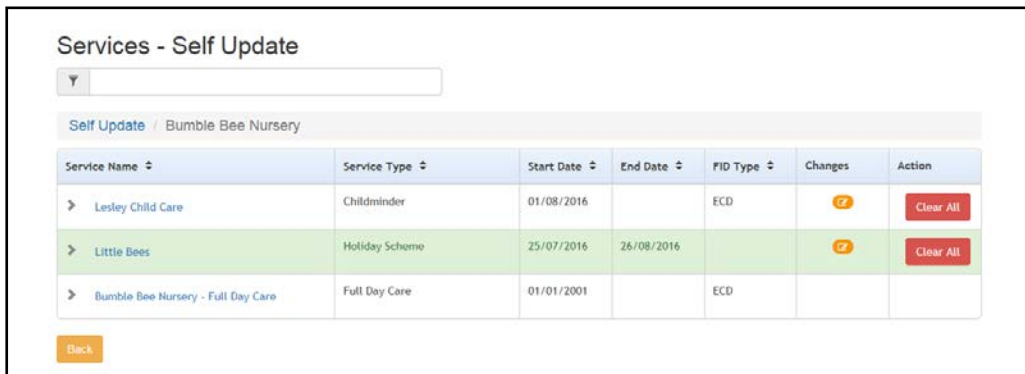 Services - Self Update
Self Update / Bumble Bee Nursery
Service Name Service Type Start Date End Date FID Type Changes Action
Lesley Child Care Childminder 01/08/2016 ECD Clear All
Little Bees Holiday Scheme 25/07/2016 26/08/2016 Clear All
Bumble Bee Nursery - Full Day Care Full Day Care 01/01/2001 ECD
Back